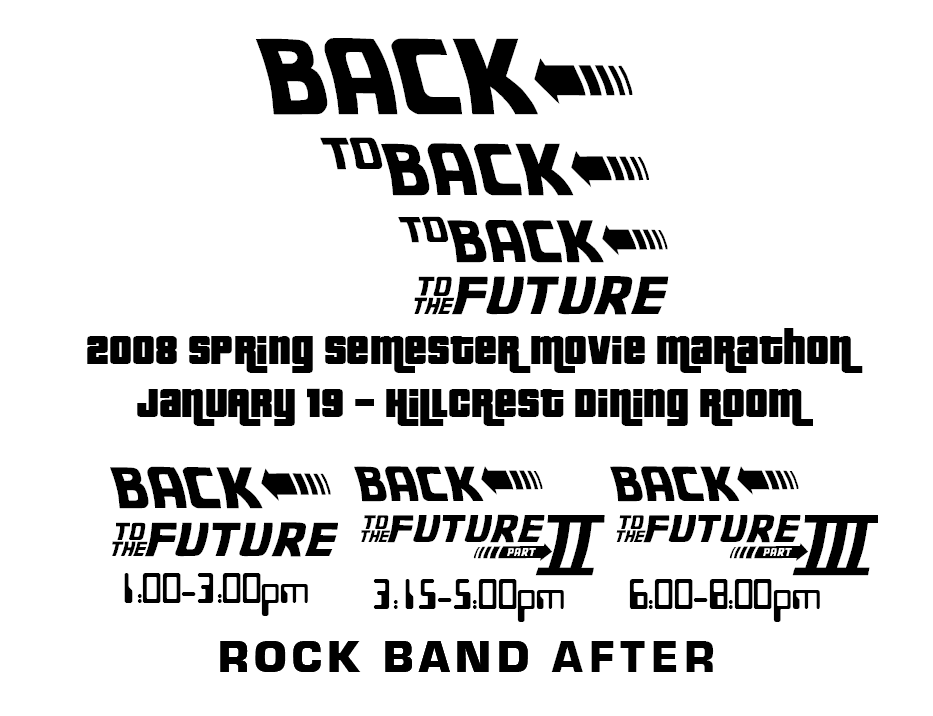 BACK
TO BACK
TO BACK
TO THE FUTURE
2008 Spring Semester Movie Marathon
January 19 - Hillcrest Dining Room
BACK TO THE FUTURE
1:00-3:00pm
BACK TO THE FUTURE PART II
3:15-5:00pm
BACK TO THE FUTURE PART III
6:00-8:00pm
ROCK BAND AFTER